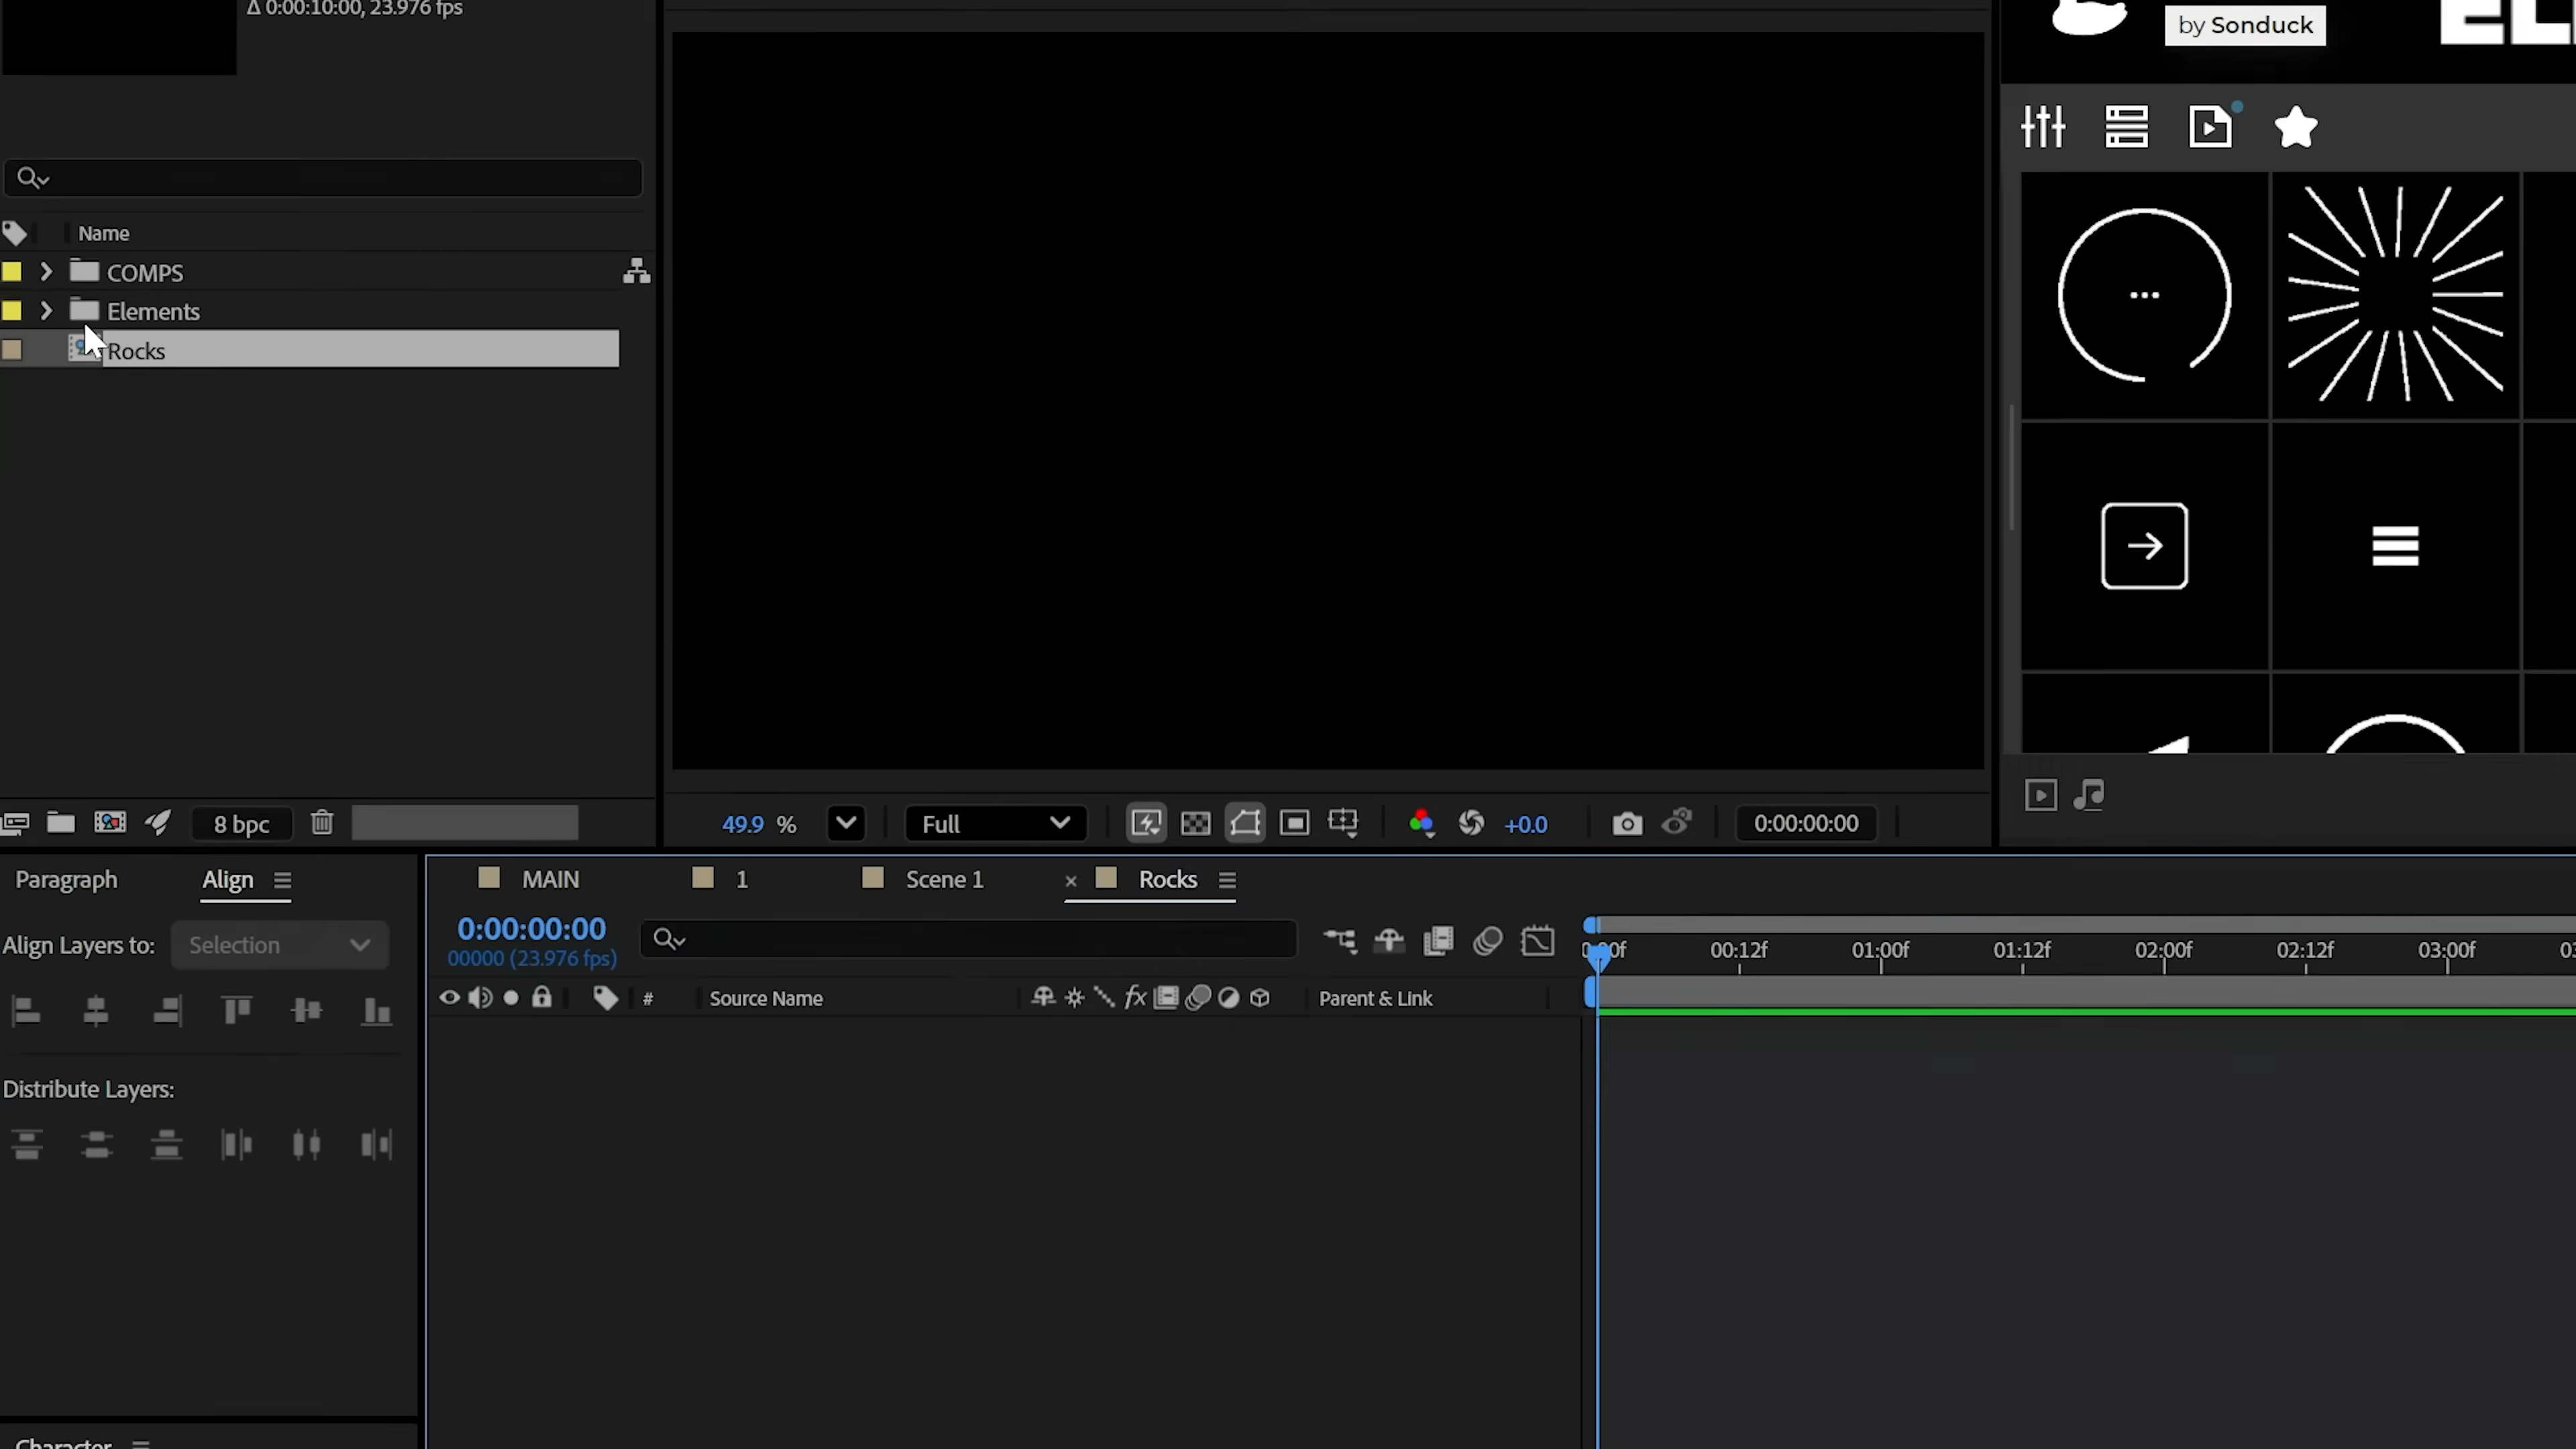 Δ 0:00:10:00, 23.976 fps
by Sonduck
Name
COMPS
Elements
Rocks
8 bpc
49.9 %
Full
+0.0
0:00:00:00
Paragraph
Align
MAIN
1
Scene 1
× Rocks
Align Layers to:
Selection
0:00:00:00
00000 (23.976 fps)
00:12f
01:00f
01:12f
02:00f
02:12f
03:00f
# Source Name
fx
Parent & Link
Distribute Layers:
Character